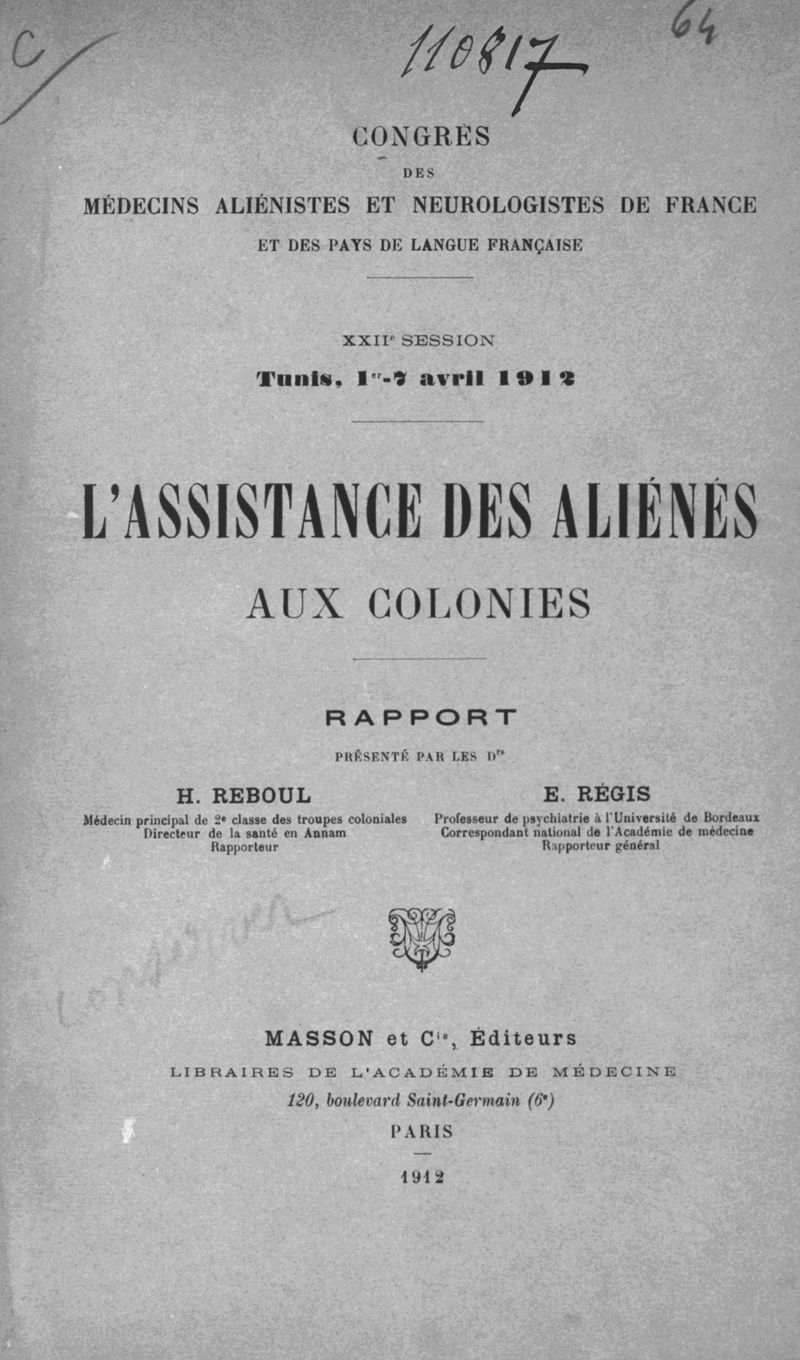 C
110817
64
CONGRÈS
DES
MÉDECINS ALIÉNISTES ET NEUROLOGISTES DE FRANCE
ET DES PAYS DE LANGUE FRANÇAISE
XXIIe SESSION
Tunis, 1er-7 avril 1912
L'ASSISTANCE DES ALIÉNÉS
AUX COLONIES
RAPPORT
PRÉSENTÉ PAR LES Drs
H. REBOUL
Médecin principal de 2e classe des troupes coloniales
Directeur de la santé en Annam
Rapporteur
E. RÉGIS
Professeur de psychiatrie à l'Université de Bordeaux
Correspondant national de l'Académie de médecine
Rapporteur général
MASSON et Cie, Éditeurs
LIBRAIRES DE L'ACADÉMIE DE MÉDECINE
120, boulevard Saint-Germain (6e)
PARIS
1912